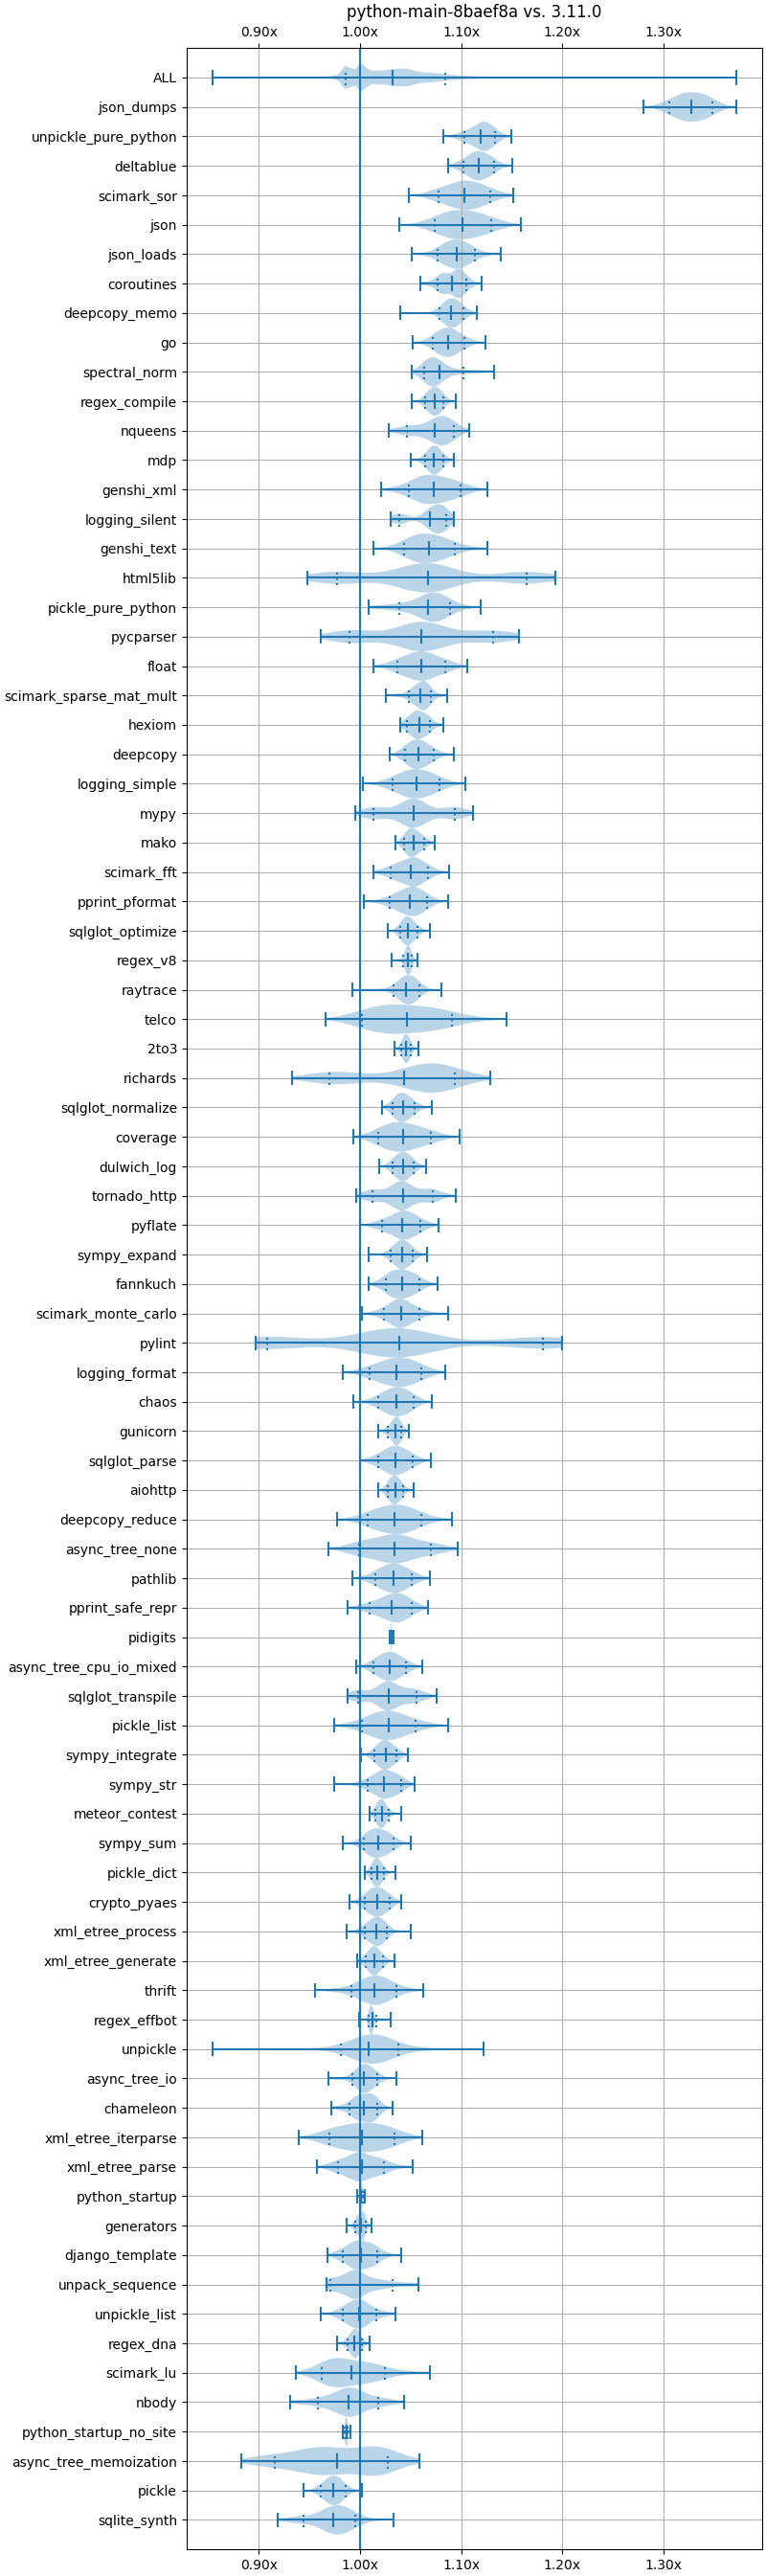 python-main-8baef8a vs. 3.11.0
0.90x 1.00x 1.10x 1.20x 1.30x
ALL
json_dumps
unpickle_pure_python
deltablue
scimark_sor
json
json_loads
coroutines
deepcopy_memo
go
spectral_norm
regex_compile
nqueens
mdp
genshi_xml
logging_silent
genshi_text
html5lib
pickle_pure_python
pycparser
float
scimark_sparse_mat_mult
hexiom
deepcopy
logging_simple
mypy
mako
scimark_fft
pprint_pformat
sqlglot_optimize
regex_v8
raytrace
telco
2to3
richards
sqlglot_normalize
coverage
dulwich_log
tornado_http
pyflate
sympy_expand
fannkuch
scimark_monte_carlo
pylint
logging_format
chaos
gunicorn
sqlglot_parse
aiohttp
deepcopy_reduce
async_tree_none
pathlib
pprint_safe_repr
pidigits
async_tree_cpu_io_mixed
sqlglot_transpile
pickle_list
sympy_integrate
sympy_str
meteor_contest
sympy_sum
pickle_dict
crypto_pyaes
xml_etree_process
xml_etree_generate
thrift
regex_effbot
unpickle
async_tree_io
chameleon
xml_etree_iterparse
xml_etree_parse
python_startup
generators
django_template
unpack_sequence
unpickle_list
regex_dna
scimark_lu
nbody
python_startup_no_site
async_tree_memoization
pickle
sqlite_synth
0.90x 1.00x 1.10x 1.20x 1.30x